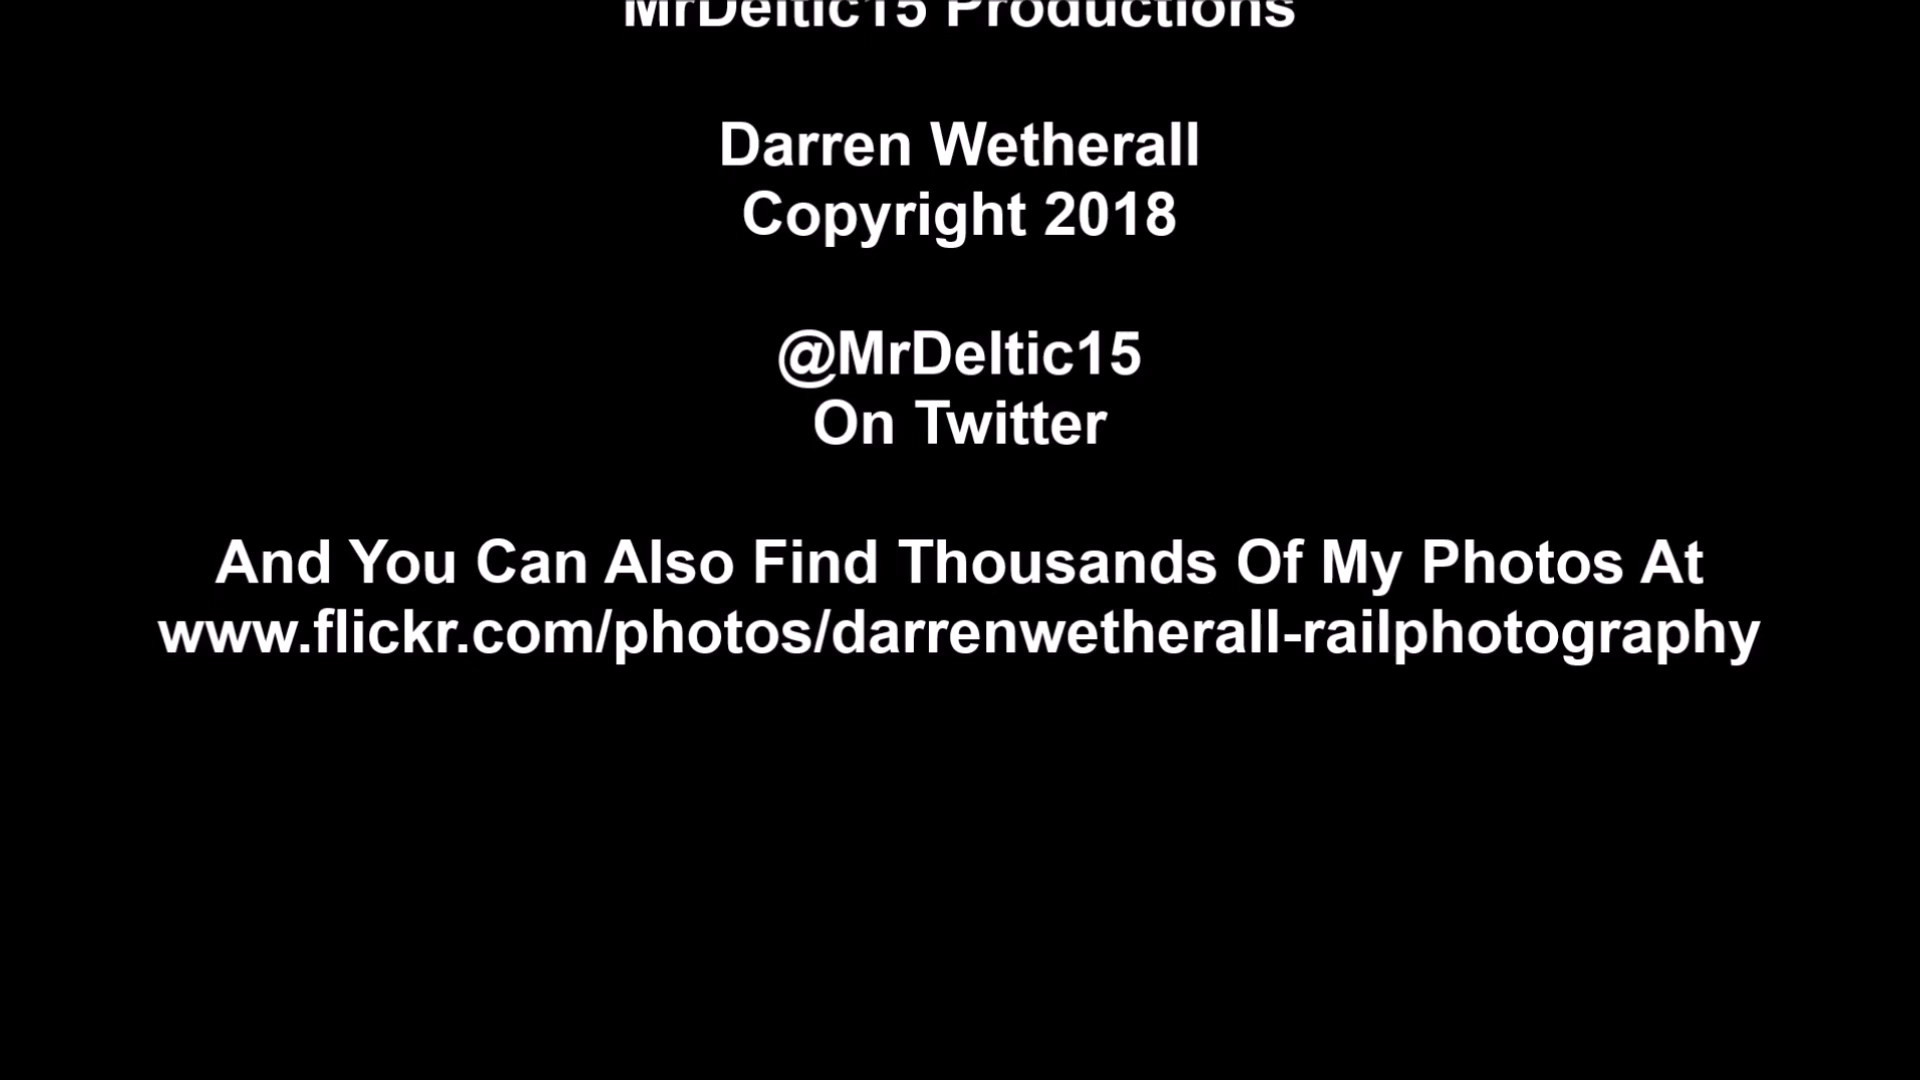 MrDeltic15 Productions
Darren Wetherall
Copyright 2018
@MrDeltic15
On Twitter
And You Can Also Find Thousands Of My Photos At
www.flickr.com/photos/darrenwetherall-railphotography